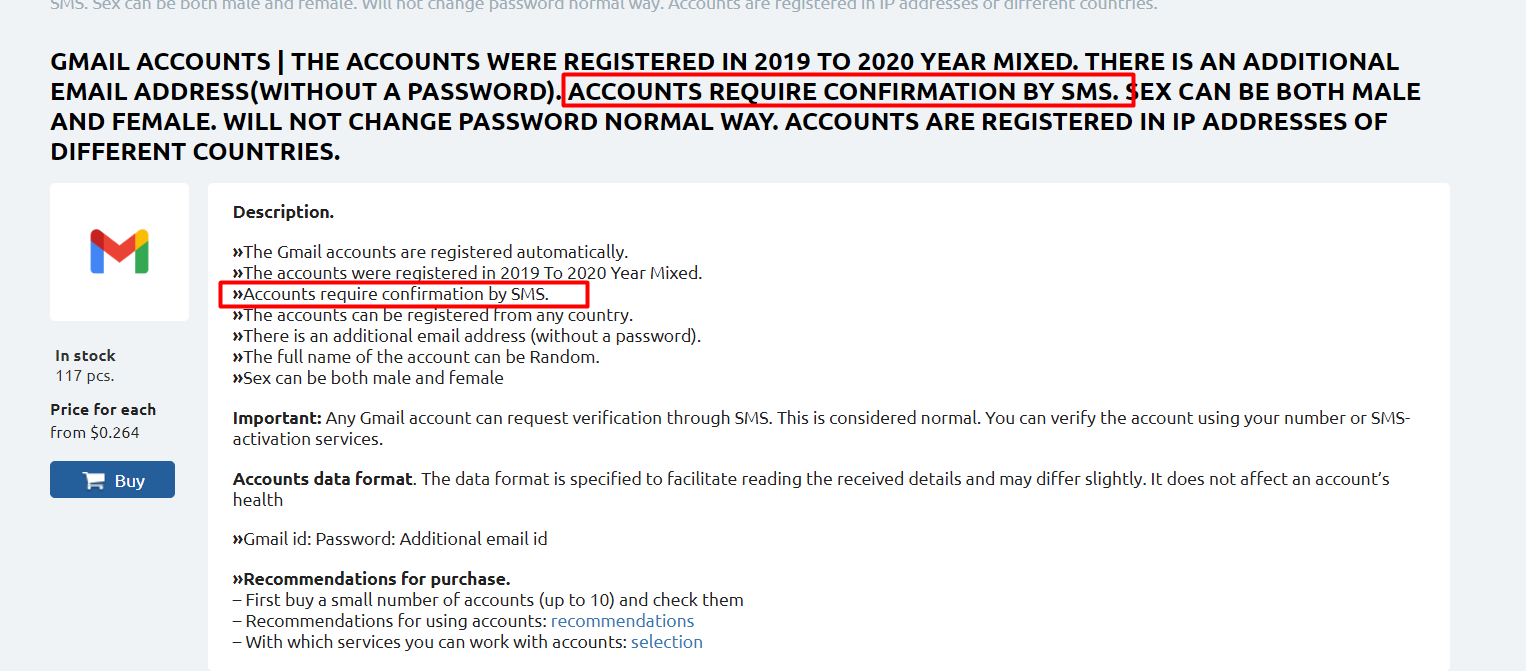 SMS. Sex can be both male and female. Will not change password normal way. Accounts are registered in IP addresses of different countries.
GMAIL ACCOUNTS | THE ACCOUNTS WERE REGISTERED IN 2019 TO 2020 YEAR MIXED. THERE IS AN ADDITIONAL
EMAIL ADDRESS(WITHOUT A PASSWORD). ACCOUNTS REQUIRE CONFIRMATION BY SMS. SEX CAN BE BOTH MALE
AND FEMALE. WILL NOT CHANGE PASSWORD NORMAL WAY. ACCOUNTS ARE REGISTERED IN IP ADDRESSES OF
DIFFERENT COUNTRIES.
Description.
»The Gmail accounts are registered automatically.
»The accounts were registered in 2019 To 2020 Year Mixed.
»Accounts require confirmation by SMS.
»The accounts can be registered from any country.
»There is an additional email address (without a password).
»The full name of the account can be Random.
»Sex can be both male and female
In stock
117 pcs.
Price for each
from $0.264
Buy
Important: Any Gmail account can request verification through SMS. This is considered normal. You can verify the account using your number or SMS-
activation services.
Accounts data format. The data format is specified to facilitate reading the received details and may differ slightly. It does not affect an account’s
health
»Gmail id: Password: Additional email id
»Recommendations for purchase.
– First buy a small number of accounts (up to 10) and check them
– Recommendations for using accounts: recommendations
– With which services you can work with accounts: selection